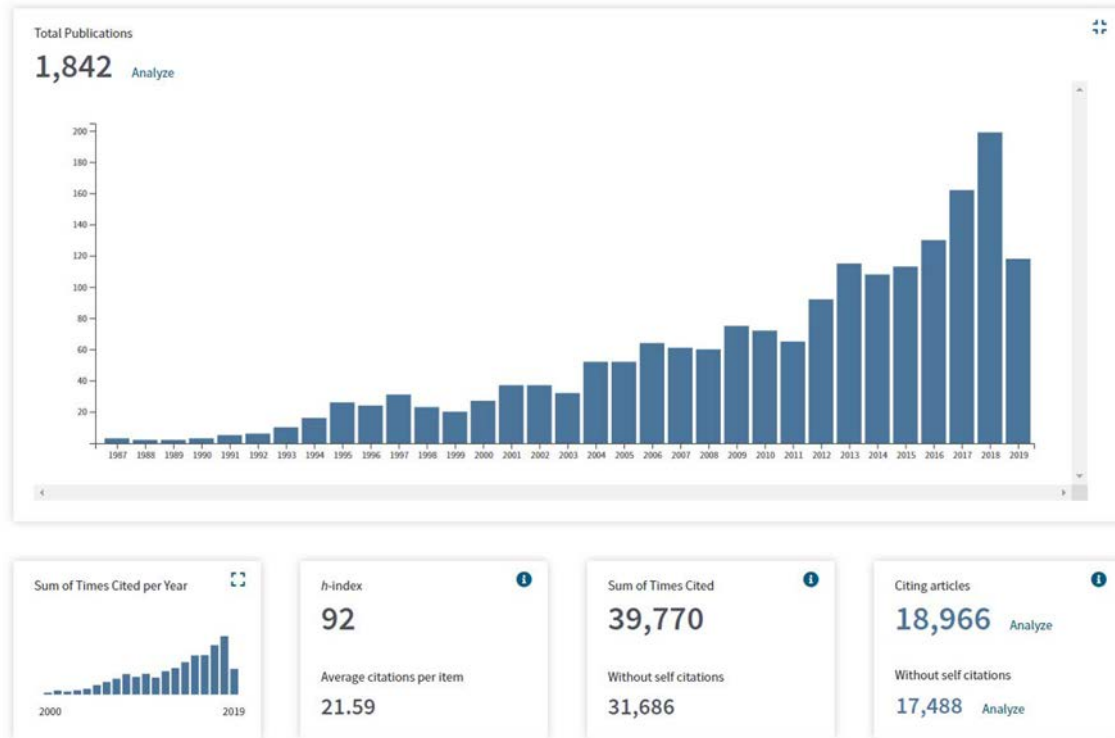 Total Publications
1,842 Analyze
200
180
160
140
120
100
80
60
40
20
1987 1988 1989 1990 1991 1992 1993 1994 1995 1996 1997 1998 1999 2000 2001 2002 2003 2004 2005 2006 2007 2008 2009 2010 2011 2012 2013 2014 2015 2016 2017 2018 2019
Sum of Times Cited per Year
2000 2019
h-index
92
Average citations per item
21.59
Sum of Times Cited
39,770
Without self citations
31,686
Citing articles
18,966 Analyze
Without self citations
17,488 Analyze